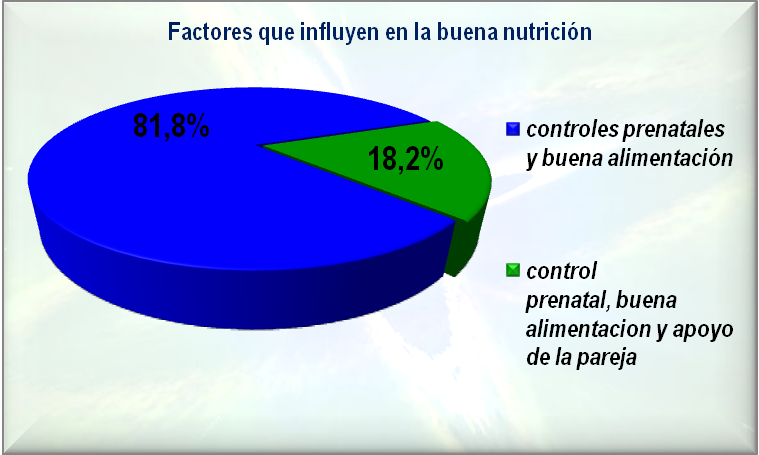 Factores que influyen en la buena nutrición
81,8%
18,2%
controles prenatales
y buena alimentación
control
prenatal, buena
alimentacion y apoyo
de la pareja